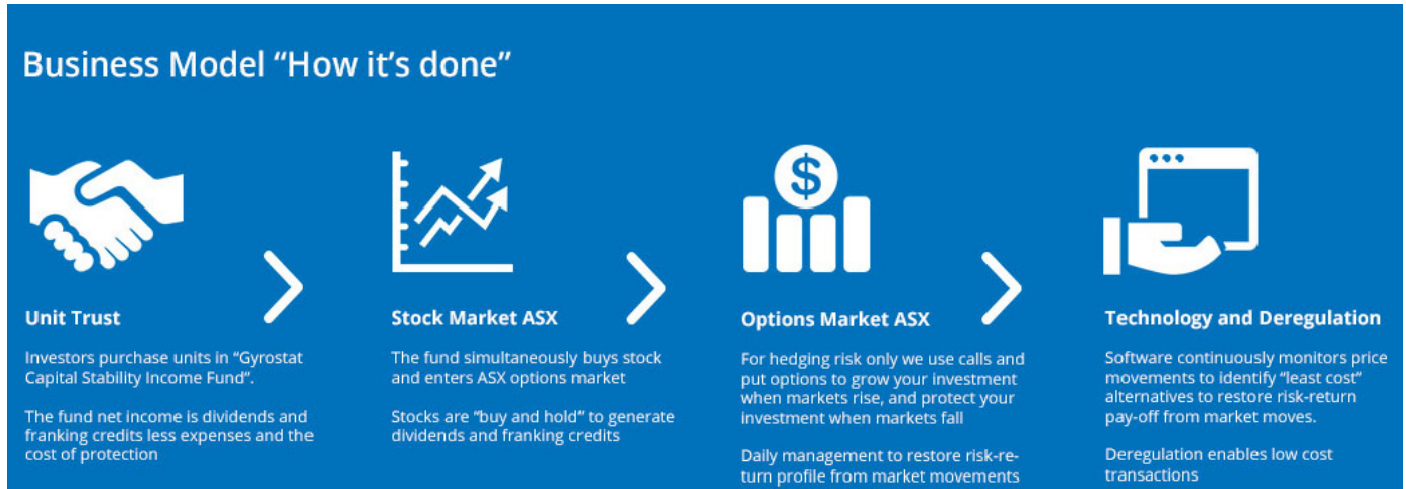 Business Model “How it’s done”
Unit Trust
Investors purchase units in “Gyrostat
Capital Stability Income Fund”.
The fund net income is dividends and
franking credits less expenses and the
cost of protection
Stock Market ASX
The fund simultaneously buys stock
and enters ASX options market
Stocks are “buy and hold” to generate
dividends and franking credits
$
Options Market ASX
For hedging risk only we use calls and
put options to grow your investment
when markets rise, and protect your
investment when markets fall
Daily management to restore risk-re-
turn profile from market movements
Technology and Deregulation
Software continuously monitors price
movements to identify “least cost”
alternatives to restore risk-return
pay-off from market moves.
Deregulation enables low cost
transactions